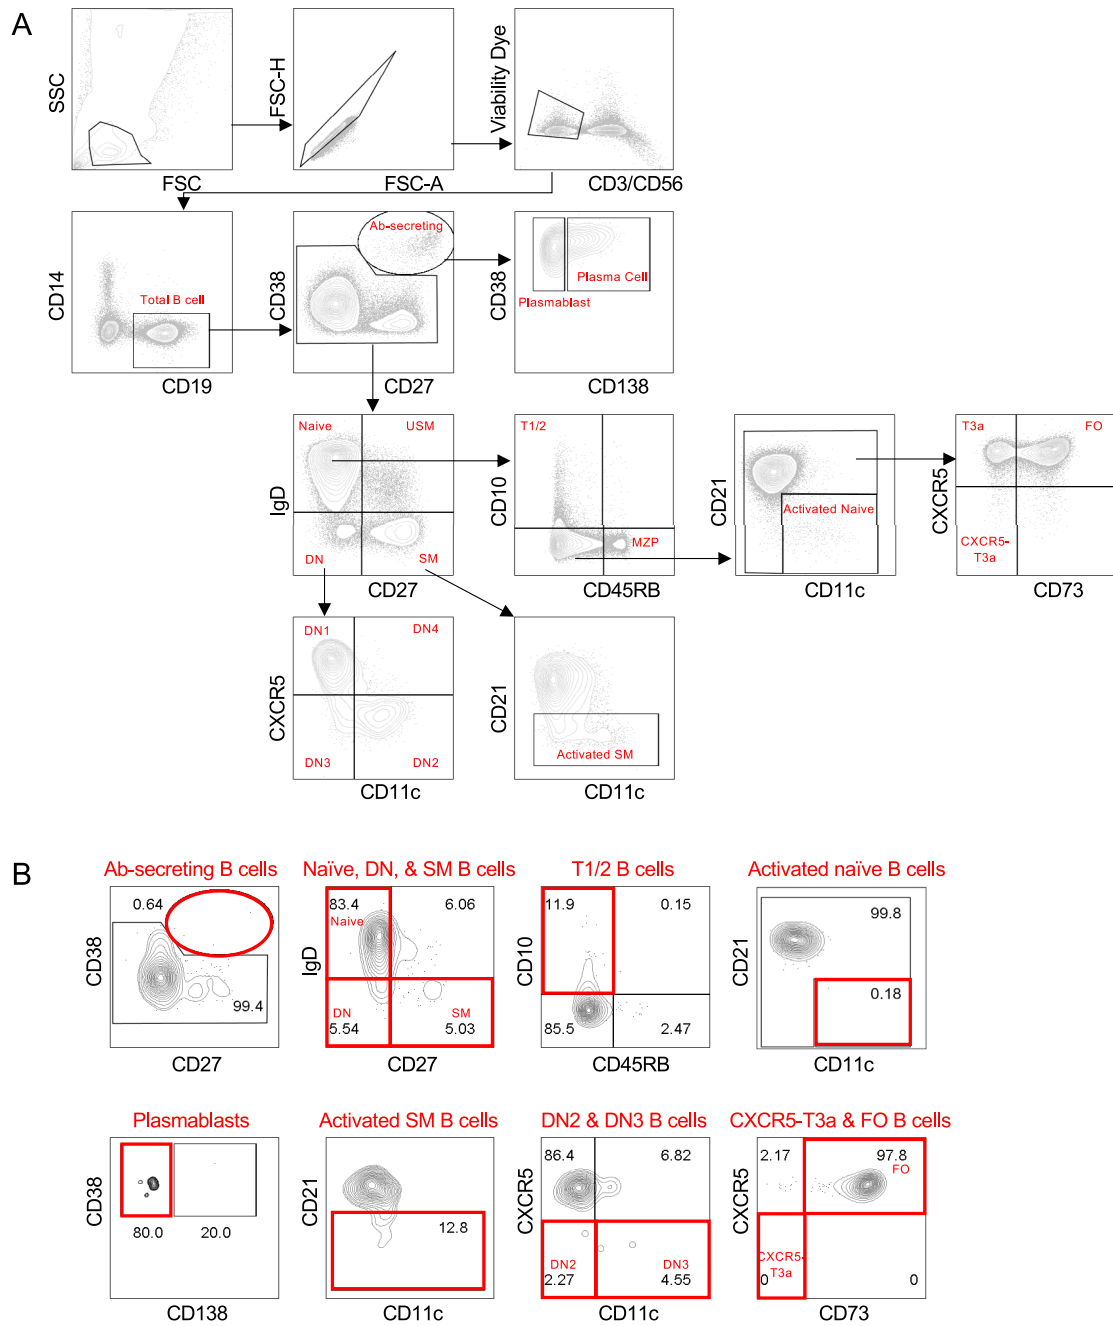 A
SSC
FSC
FSC-H
FSC-A
Viability Dye
CD3/CD56
CD14
Total B cell
CD19
CD38
Ab-secreting
CD27
CD38
Plasma Cell
Plasmablast
CD138
IgD
Naive
USM
DN
SM
CD27
CD10
T1/2
MZP
CD45RB
CD21
Activated Naive
CD11c
CXCR5
T3a
FO
CXCR5-
T3a
CD73
CXCR5
DN1
DN4
DN3
DN2
CD11c
CD21
Activated SM
CD11c
B
Ab-secreting B cells
0.64
CD38
99.4
CD27
Naïve, DN, & SM B cells
83.4
6.06
Naive
IgD
DN
SM
5.54
5.03
CD27
T1/2 B cells
11.9
0.15
CD10
85.5
2.47
CD45RB
Activated naïve B cells
99.8
CD21
0.18
CD11c
Plasmablasts
CD38
80.0
20.0
CD138
Activated SM B cells
CD21
12.8
CD11c
DN2 & DN3 B cells
86.4
6.82
CXCR5
DN2
DN3
2.27
4.55
CD11c
CXCR5-T3a & FO B cells
2.17
97.8
FO
CXCR5
CXCR5-
T3a
0
0
CD73